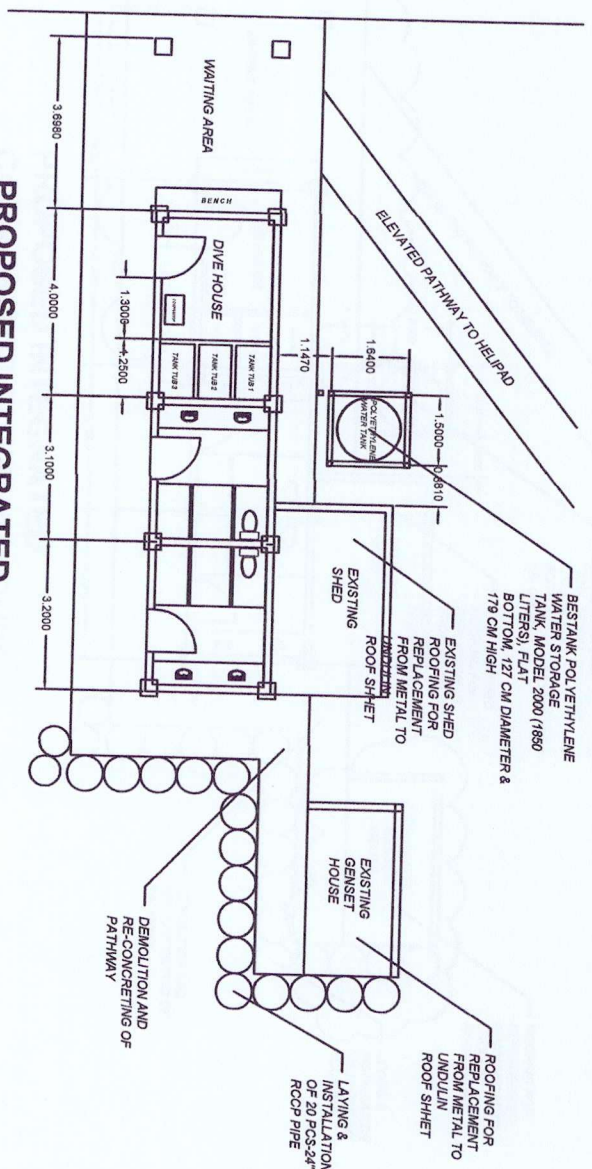 ELEVATED PATHWAY TO HELIPAD
BESTANK POLYETHYLENE
WATER STORAGE
TANK, MODEL 2000 (1850
LITERS), FLAT
BOTTOM, 127 CM DIAMETER &
179 CM HIGH
ROOFING FOR
REPLACEMENT
FROM METAL TO
UNDULIN
ROOF SHHET
EXISTING SHED
ROOFING FOR
REPLACEMENT
FROM METAL TO
UNDULIN
ROOF SHHET
1.5000
0.3810
1.6400
POLYETHYLENE
WATER TANK
1.1470
EXISTING
SHED
EXISTING
GENSET
HOUSE
LAYING &
INSTALLATION
OF 20 PCS-24"
RCCP PIPE
WAITING AREA
BENCH
DIVE HOUSE
TANK TUB 1
TANK TUB 2
TANK TUB 3
1.3000
1.2500
3.6980
4.0000
3.1000
3.2000
DEMOLITION AND
RE-CONCRETING OF
PATHWAY
PROPOSED INTEGRATED